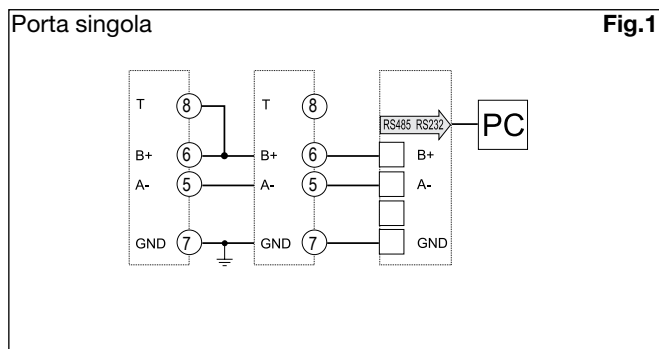 Porta singola Fig.1
T 8 T 8
RS485 RS232 PC
B+ 6 B+ 6 B+
A- 5 A- 5 A-
GND 7 GND 7 GND